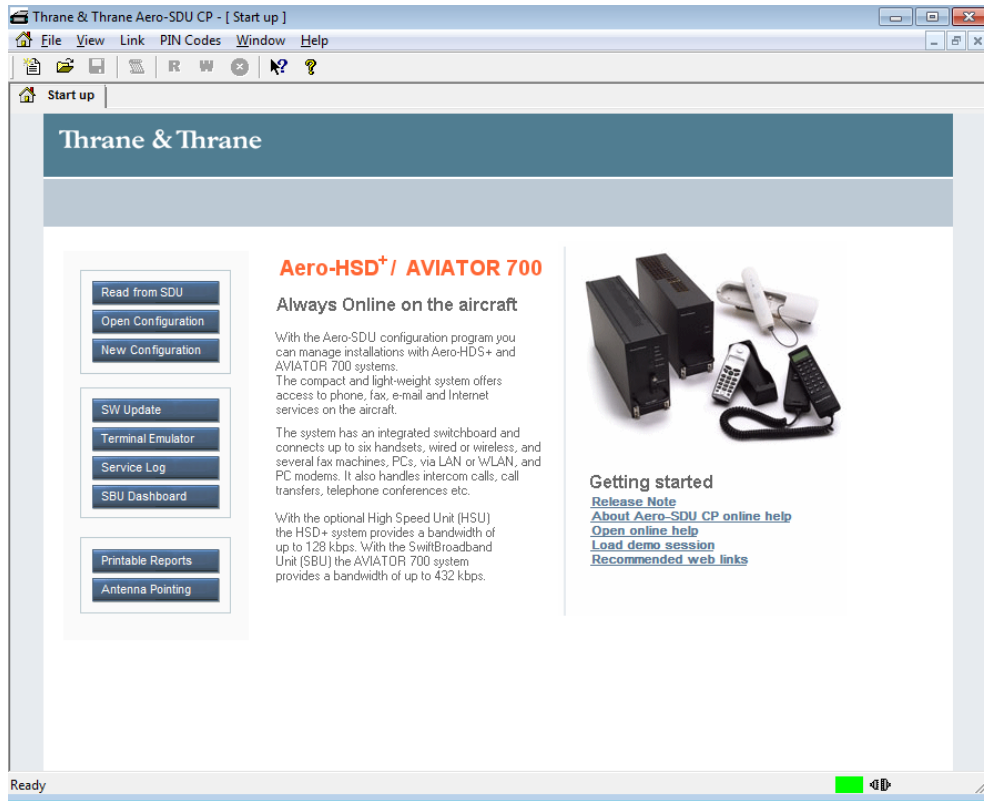 Thrane & Thrane Aero-SDU CP - [ Start up ]
File View Link PIN Codes Window Help
R W
Start up
Thrane & Thrane
Read from SDU
Open Configuration
New Configuration
SW Update
Terminal Emulator
Service Log
SBU Dashboard
Printable Reports
Antenna Pointing
Aero-HSD+/ AVIATOR 700
Always Online on the aircraft
With the Aero-SDU configuration program you
can manage installations with Aero-HDS+ and
AVIATOR 700 systems.
The compact and light-weight system offers
access to phone, fax, e-mail and Internet
services on the aircraft.
The system has an integrated switchboard and
connects up to six handsets, wired or wireless, and
several fax machines, PCs, via LAN or WLAN, and
PC modems. It also handles intercom calls, call
transfers, telephone conferences etc.
With the optional High Speed Unit (HSU)
the HSD+ system provides a bandwidth of
up to 128 kbps. With the SwiftBroadband
Unit (SBU) the AVIATOR 700 system
provides a bandwidth of up to 432 kbps.
Getting started
Release Note
About Aero-SDU CP online help
Open online help
Load demo session
Recommended web links
Ready